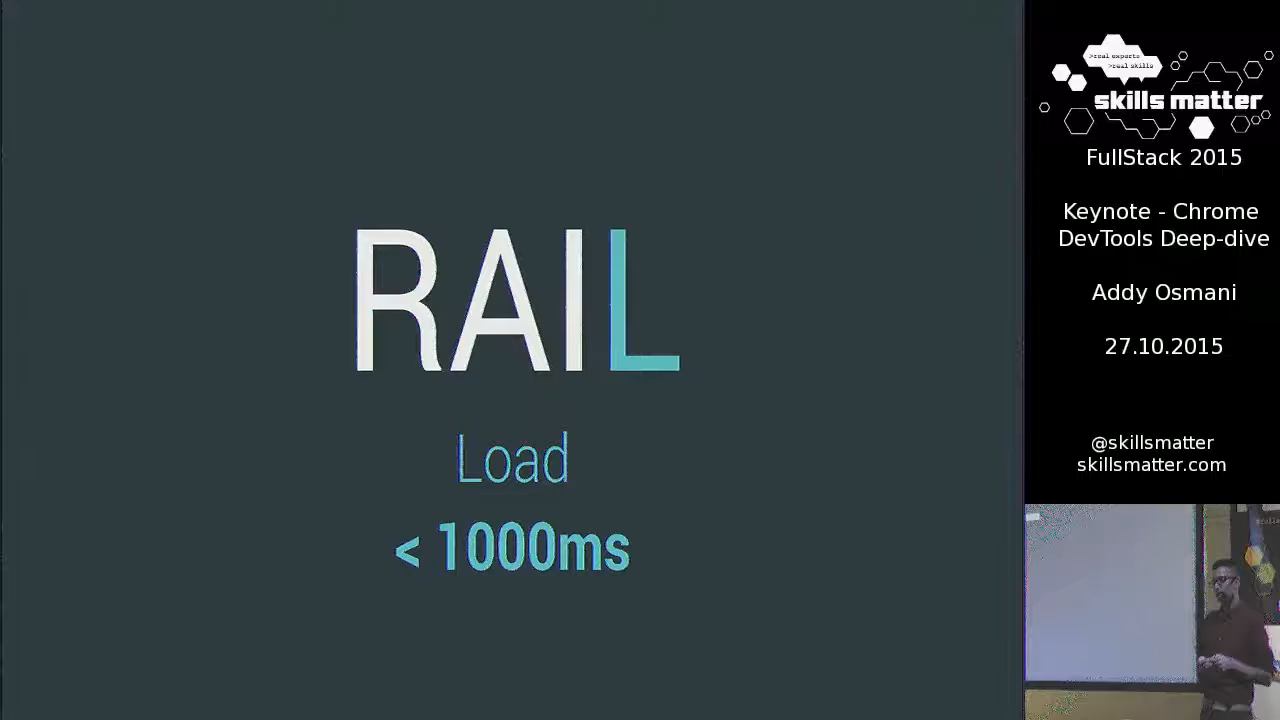 RAIL
Load
< 1000ms
>real experts
>real skills
skills matter
FullStack 2015
Keynote - Chrome
DevTools Deep-dive
Addy Osmani
27.10.2015
@skillsmatter
skillsmatter.com